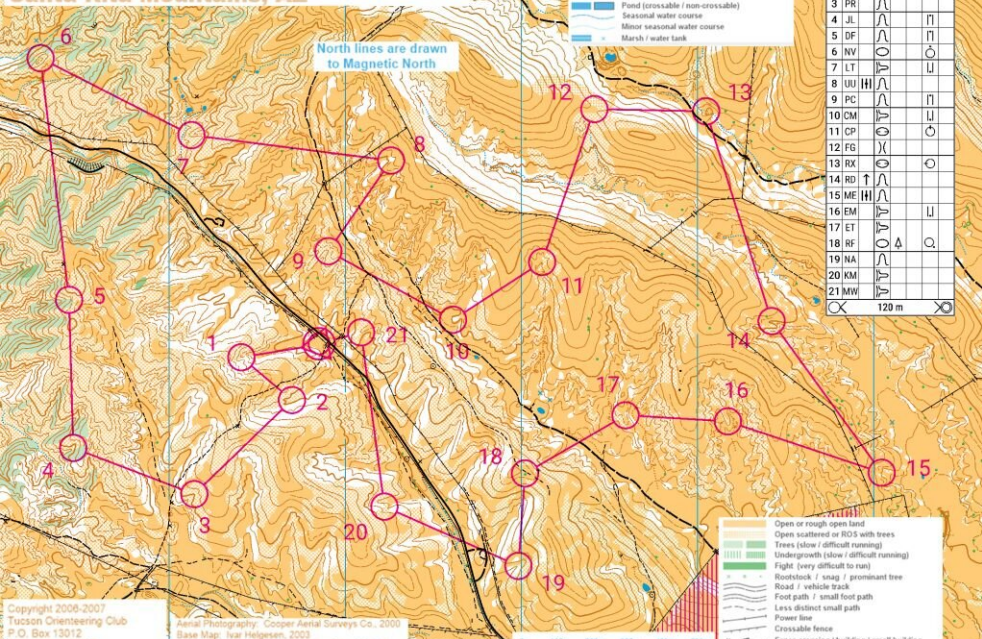 Pond (crossable / non-crossable)
Seasonal water course
Minor seasonal water course
Marsh / water tank
North lines are drawn
to Magnetic North
3 PR
4 JL
5 DF
6 NV
7 LT
8 UU
9 PC
10 CM
11 CP
12 FG
13 RX
14 RD
15 ME
16 EM
17 ET
18 RF
19 NA
20 KM
21 MW
120 m
6
7
8
12
13
9
11
5
10
14
1
21
2
17
16
4
18
15
3
20
19
Open or rough open land
Open scattered or ROS with trees
Trees (slow / difficult running)
Undergrowth (slow / difficult running)
Fight (very difficult to run)
Rootstock / snag / prominent tree
Road / vehicle track
Foot path / small foot path
Less distinct small path
Power line
Crossable fence
Copyright 2006-2007
Tucson Orienteering Club
P.O. Box 13012
Aerial Photography: Cooper Aerial Surveys Co., 2000
Base Map: Ivar Helgesen, 2003